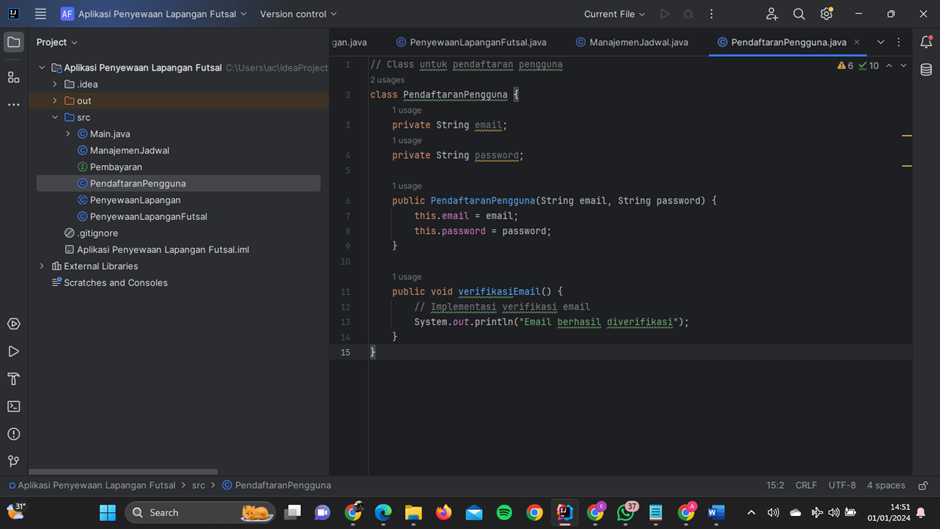 AF Aplikasi Penyewaan Lapangan Futsal Version control Current File
Project
gan.java PenyewaanLapanganFutsal.java ManajemenJadwal.java PendaftaranPengguna.java
Aplikasi Penyewaan Lapangan Futsal C:\Users\ac\IdeaProject
.idea
out
src
Main.java
ManajemenJadwal
Pembayaran
PendaftaranPengguna
PenyewaanLapangan
PenyewaanLapanganFutsal
.gitignore
Aplikasi Penyewaan Lapangan Futsal.iml
External Libraries
Scratches and Consoles
6 10
1 // Class untuk pendaftaran pengguna
2 usages
2 class PendaftaranPengguna {
1 usage
3 private String email;
1 usage
4 private String password;
5
1 usage
6 public PendaftaranPengguna(String email, String password) {
7 this.email = email;
8 this.password = password;
9 }
10
1 usage
11 public void verifikasiEmail() {
12 // Implementasi verifikasi email
13 System.out.println("Email berhasil diverifikasi");
14 }
15 }
Aplikasi Penyewaan Lapangan Futsal > src > PendaftaranPengguna 15:2 CRLF UTF-8 4 spaces
31° Search 37 14:51
01/01/2024